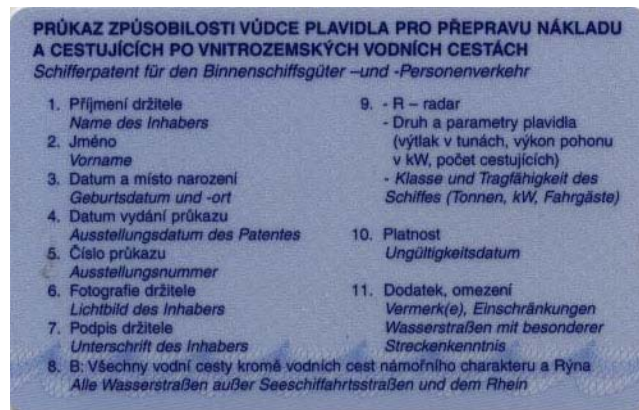 PRŮKAZ ZPŮSOBILOSTI VŮDCE PLAVIDLA PRO PŘEPRAVU NÁKLADU
A CESTUJÍCÍCH PO VNITROZEMSKÝCH VODNÍCH CESTÁCH
Schifferpatent für den Binnenschiffsgüter –und -Personenverkehr
1. Příjmení držitele
Name des Inhabers
2. Jméno
Vorname
3. Datum a místo narození
Geburtsdatum und -ort
4. Datum vydání průkazu
Ausstellungsdatum des Patentes
5. Číslo průkazu
Ausstellungsnummer
6. Fotografie držitele
Lichtbild des Inhabers
7. Podpis držitele
Unterschrift des Inhabers
9. - R – radar
- Druh a parametry plavidla
(výtlak v tunách, výkon pohonu
v kW, počet cestujících)
- Klasse und Tragfähigkeit des
Schiffes (Tonnen, kW, Fahrgäste)
10. Platnost
Ungültigkeitsdatum
11. Dodatek, omezení
Vermerk(e), Einschränkungen
Wasserstraßen mit besonderer
Streckenkenntnis
8. B: Všechny vodní cesty kromě vodních cest námořního charakteru a Rýna
Alle Wasserstraßen außer Seeschiffahrtsstraßen und dem Rhein